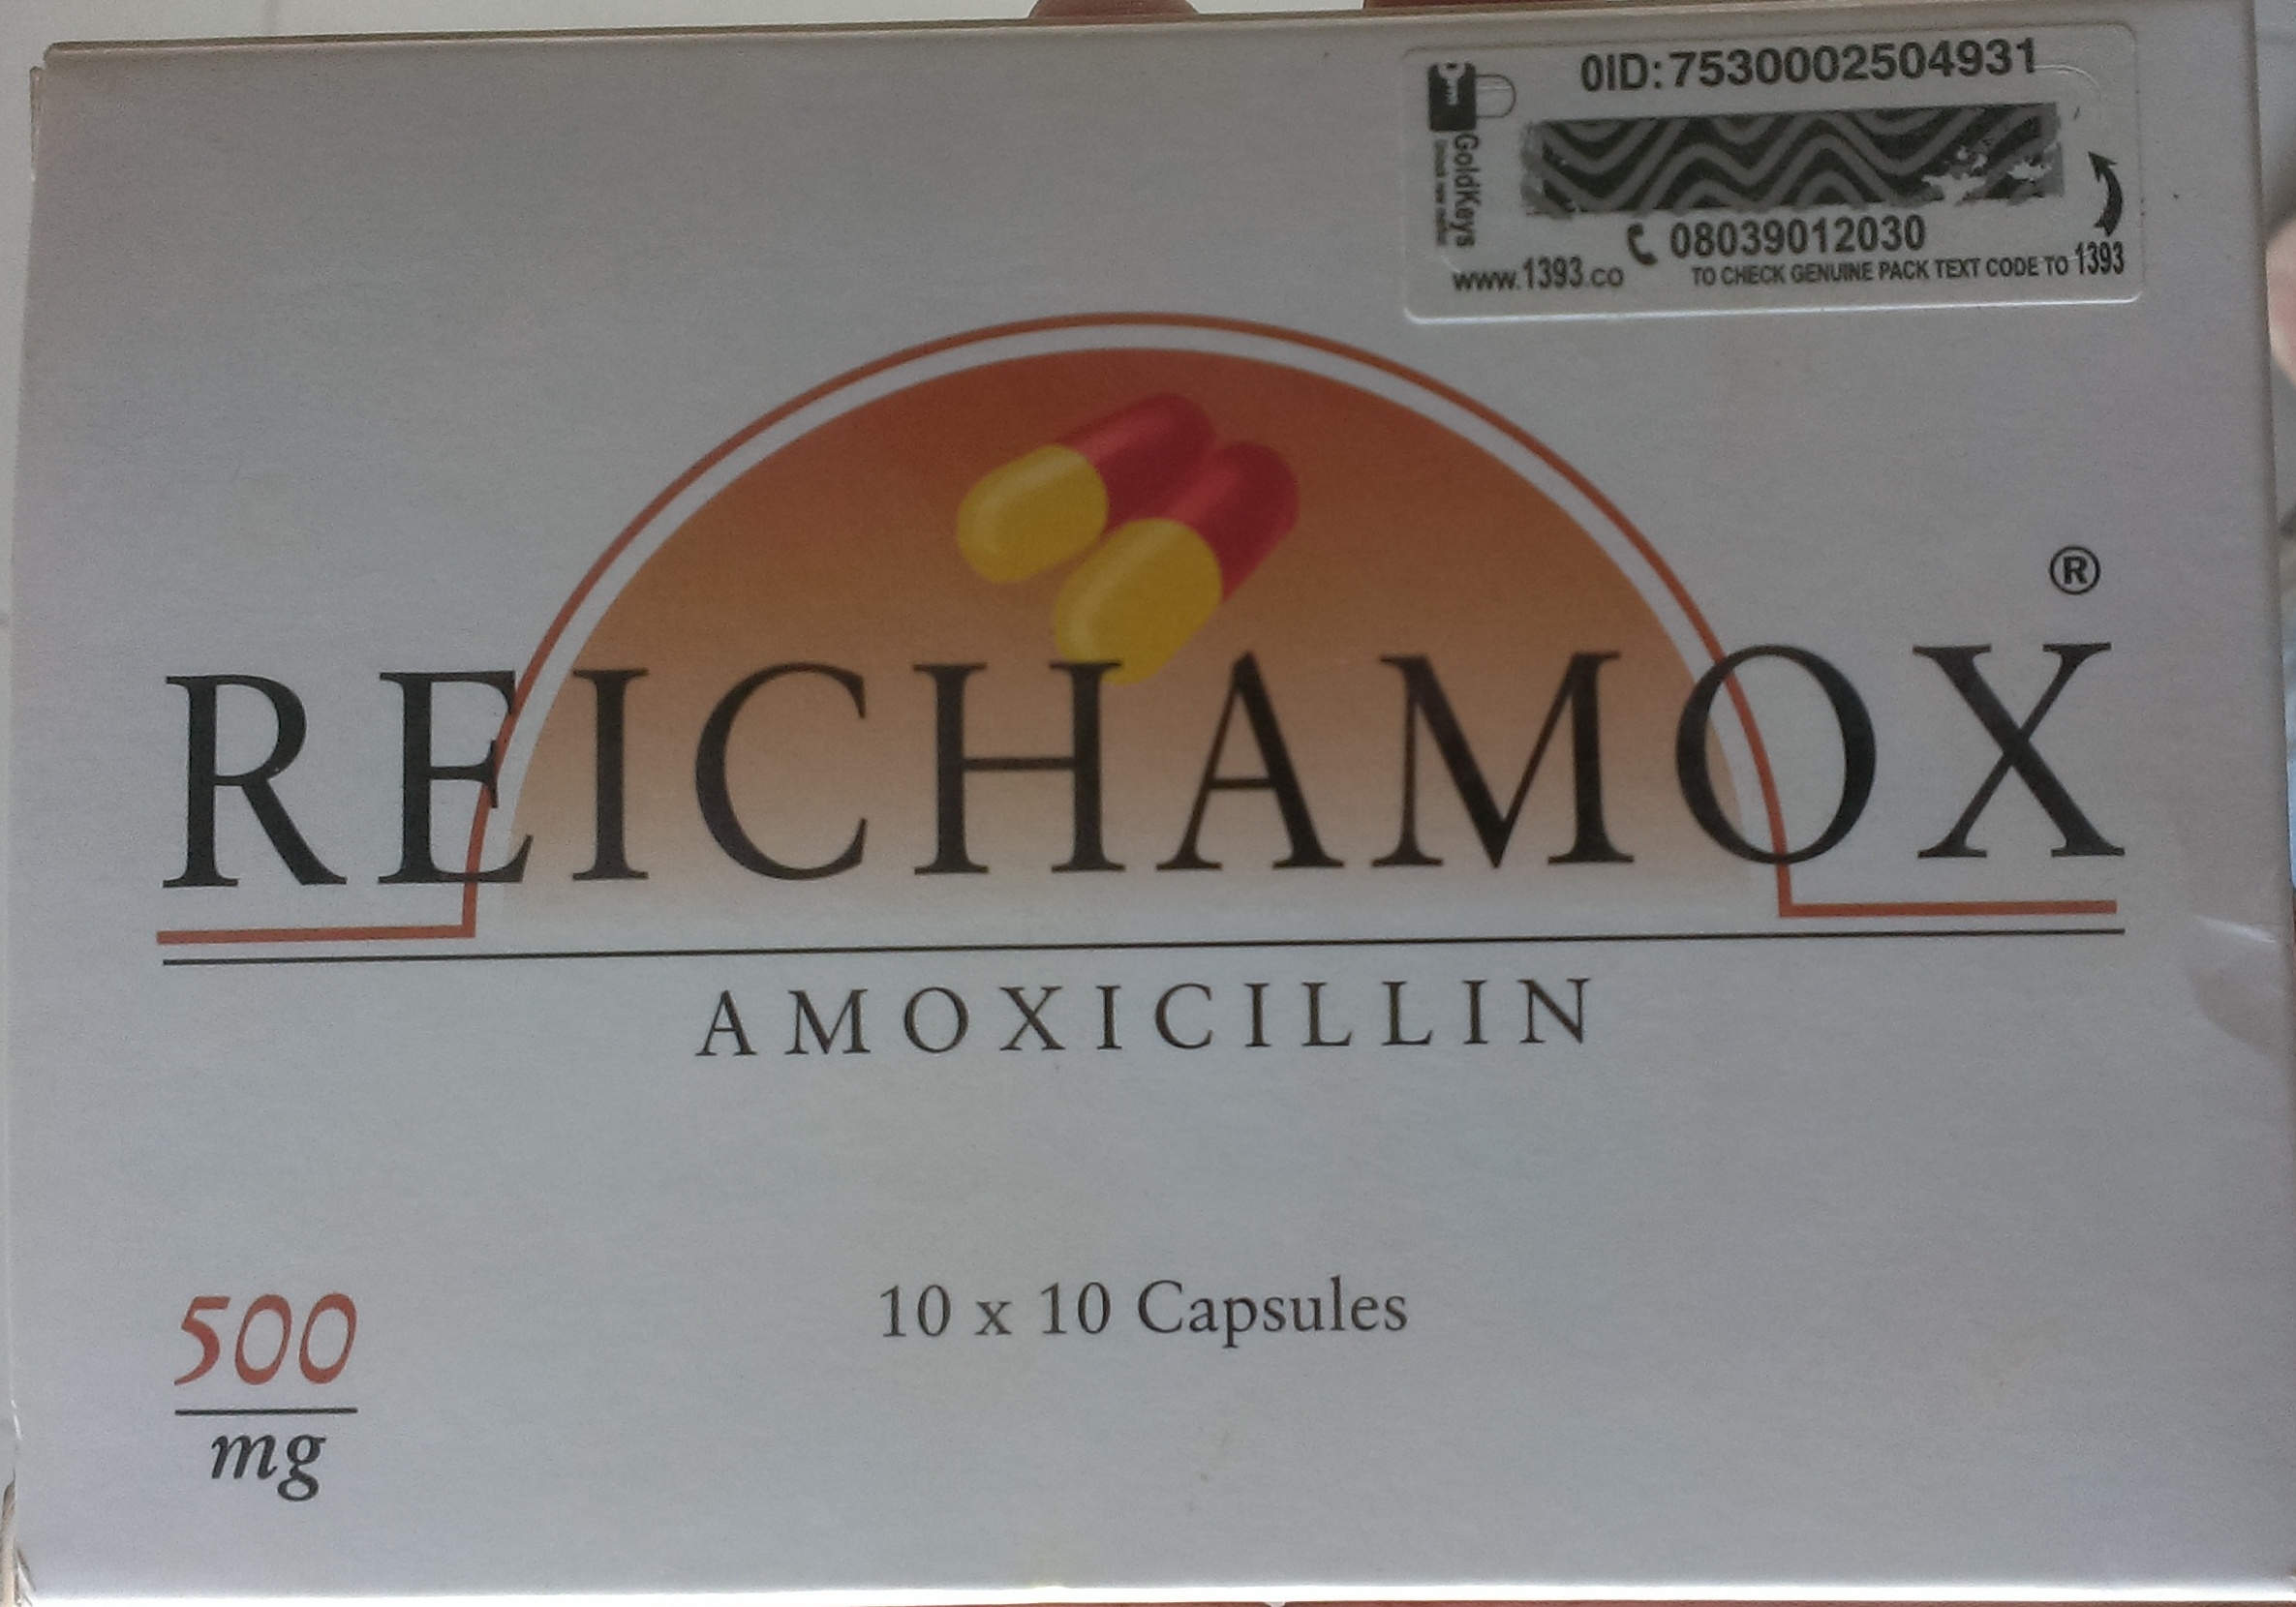 0ID:7530002504931
GoldKeys
08039012030
www.1393.co
TO CHECK GENUINE PACK TEXT CODE TO 1393
®
REICHAMOX
AMOXICILLIN
10 x 10 Capsules
500
mg